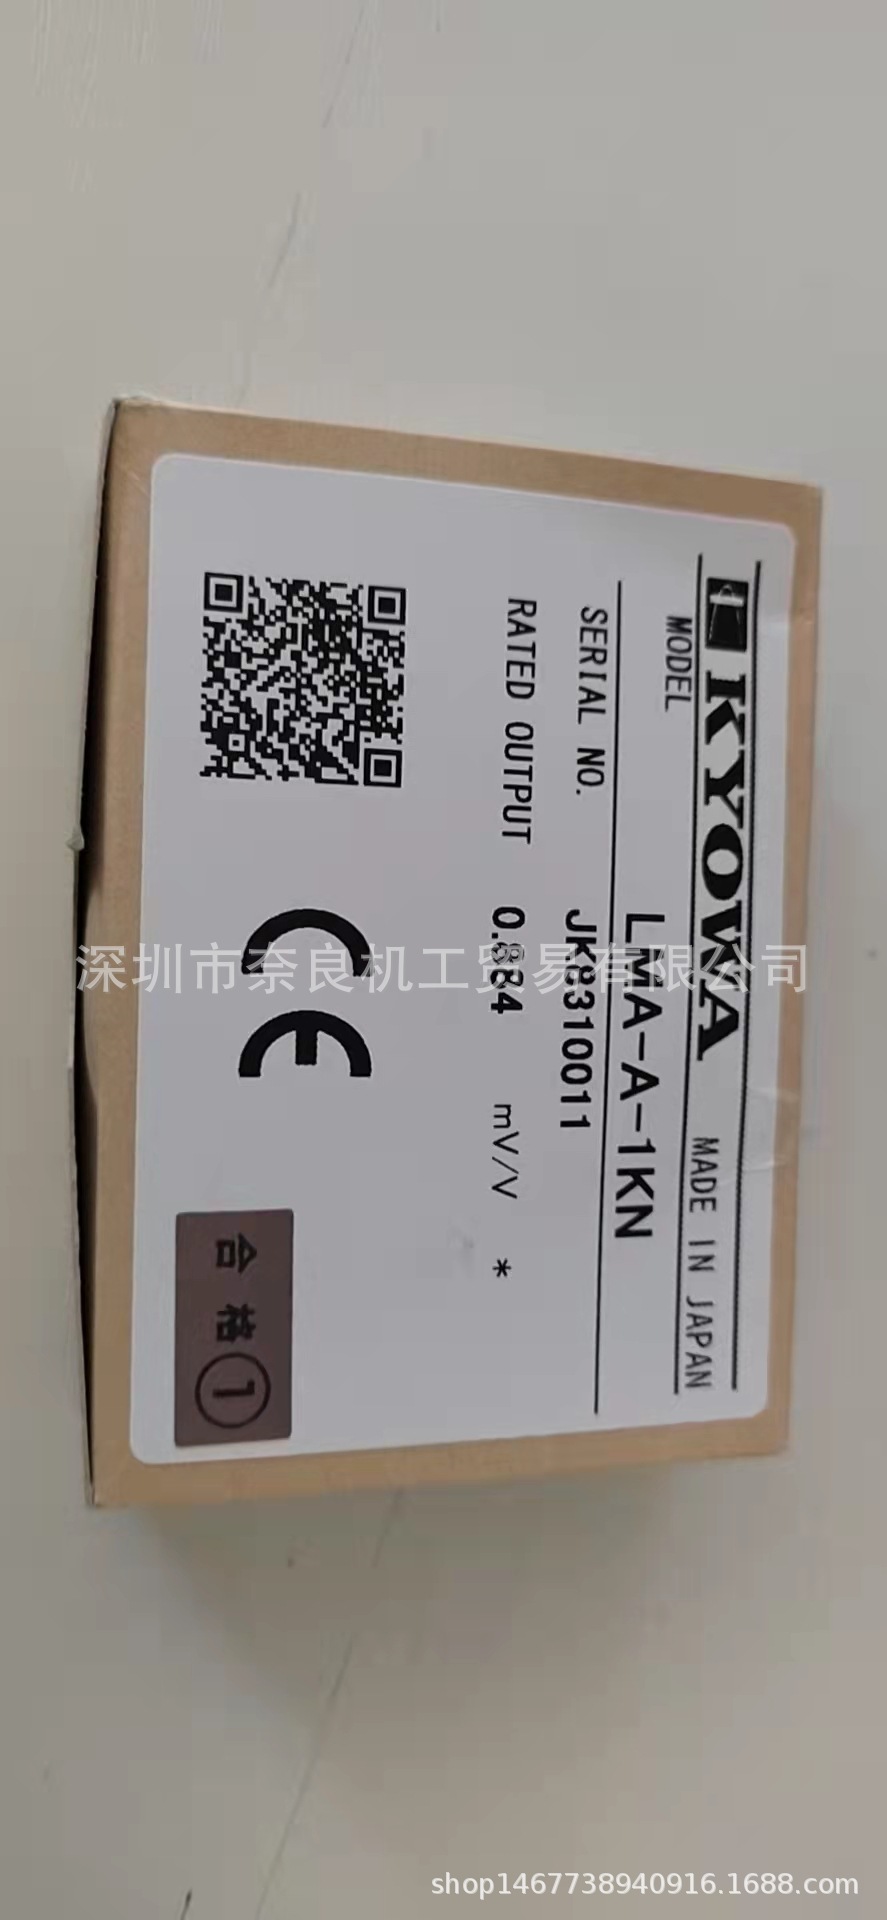 KYOWA MADE IN JAPAN
MODEL LMA-A-1KN
SERIAL NO. JK8310011
RATED OUTPUT 0.884 mV/V *
CE
合格①
深圳市奈良机工贸易有限公司
shop1467738940916.1688.com